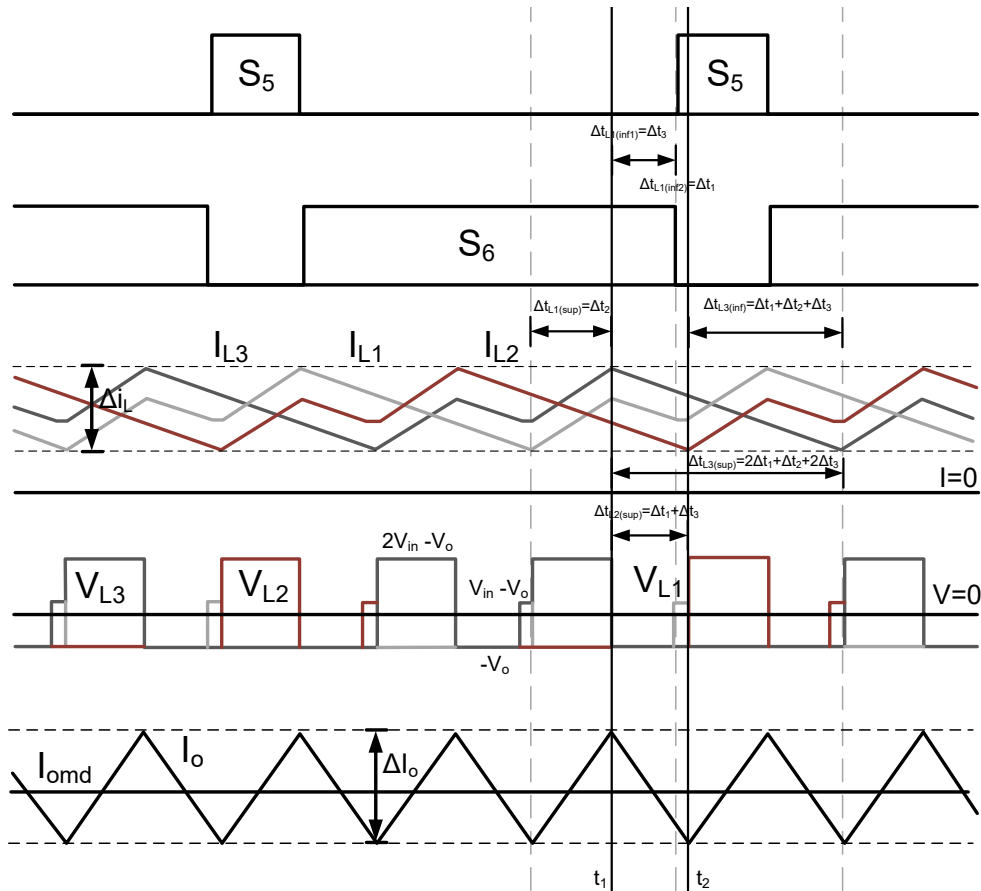 S5 S5
ΔtL1(inf1)=Δt3
ΔtL1(inf2)=Δt1
S6
ΔtL1(sup)=Δt2 ΔtL3(inf)=Δt1+Δt2+Δt3
IL3 IL1 IL2
ΔiL
ΔtL3(sup)=2Δt1+Δt2+2Δt3
I=0
ΔtL2(sup)=Δt1+Δt3
2Vin -Vo
VL3 VL2 Vin -Vo VL1 V=0
-Vo
Iomd Io ΔIo
t1 t2